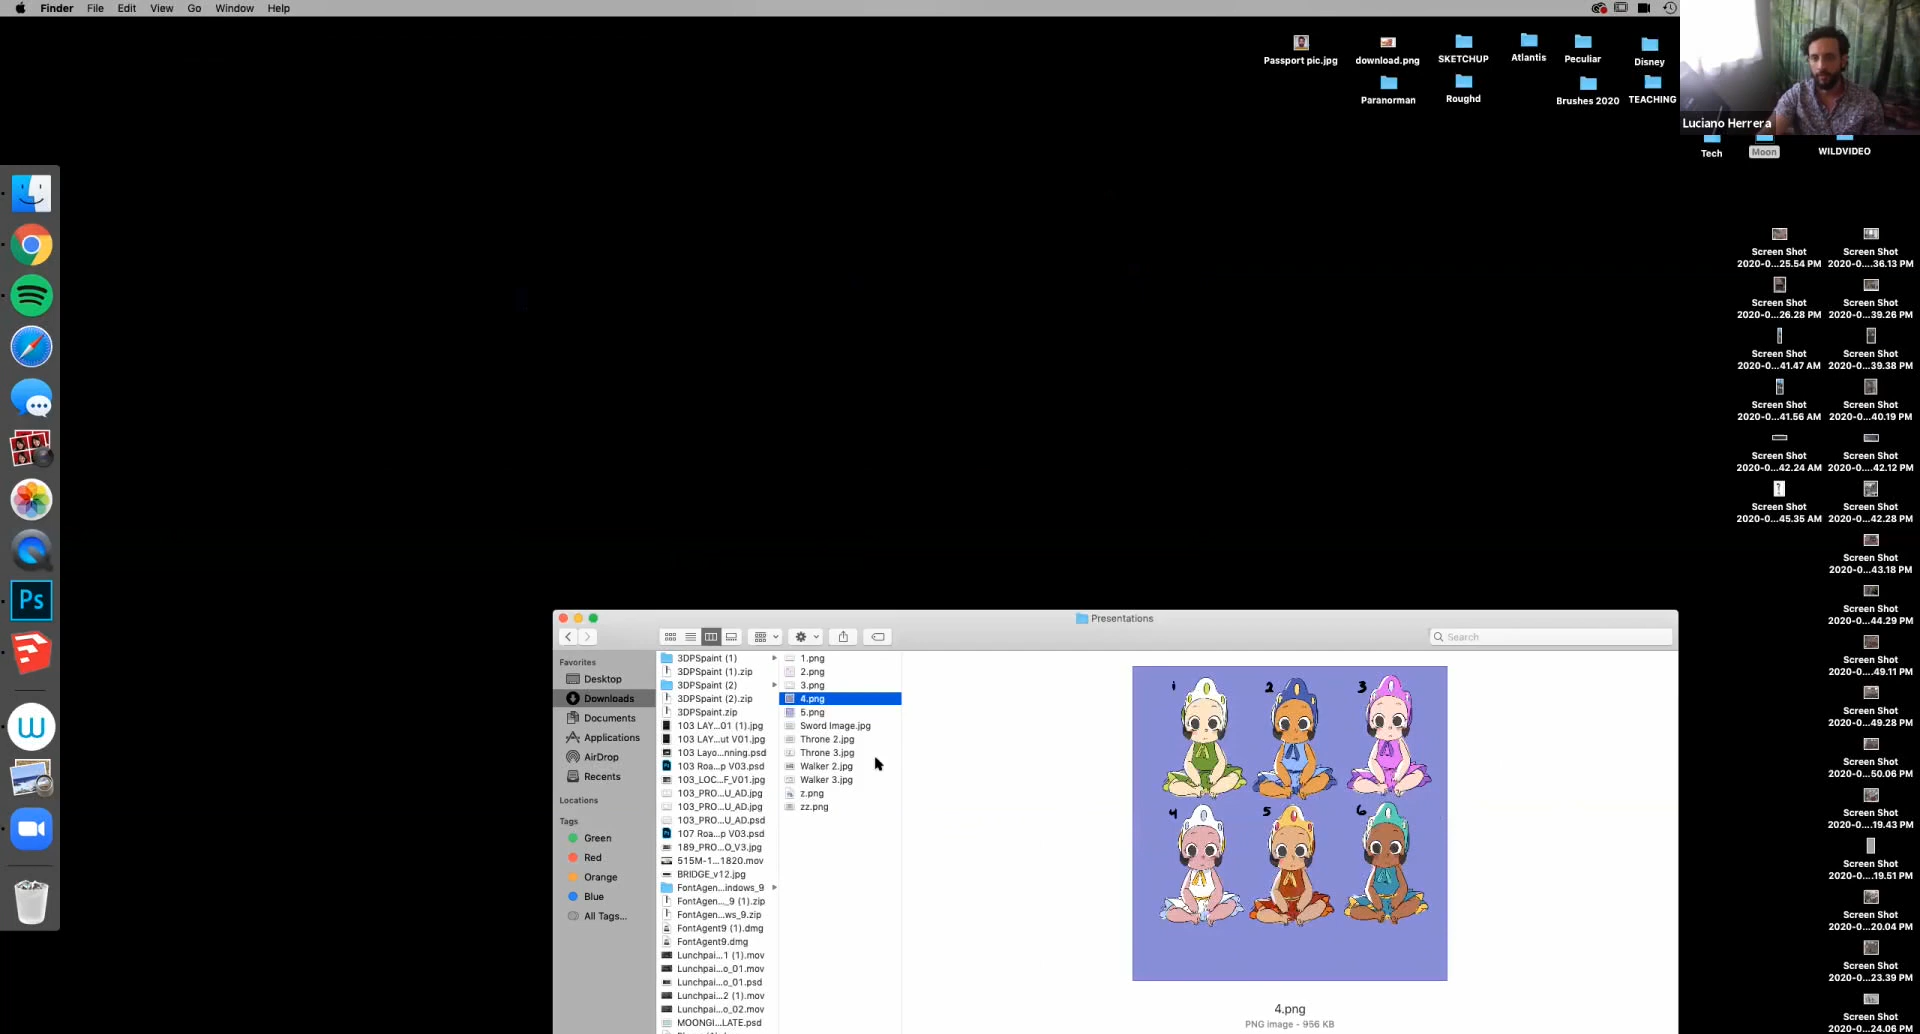 Finder File Edit View Go Window Help
Passport pic.jpg
download.png
SKETCHUP
Atlantis
Peculiar
Disney
Paranorman
Roughd
Brushes 2020
TEACHING
Luciano Herrera
Tech
Moon
WILDVIDEO
Screen Shot
2020-0...25.54 PM
Screen Shot
2020-0....36.13 PM
Screen Shot
2020-0...26.28 PM
Screen Shot
2020-0...39.26 PM
Screen Shot
2020-0...41.47 AM
Screen Shot
2020-0...39.38 PM
Screen Shot
2020-0...41.56 AM
Screen Shot
2020-0...40.19 PM
Screen Shot
2020-0...42.24 AM
Screen Shot
2020-0....42.12 PM
Screen Shot
2020-0...45.35 AM
Screen Shot
2020-0...42.28 PM
Screen Shot
2020-0...43.18 PM
Screen Shot
2020-0...44.29 PM
Screen Shot
2020-0....49.11 PM
Screen Shot
2020-0...49.28 PM
Screen Shot
2020-0...50.06 PM
Screen Shot
2020-0...19.43 PM
Screen Shot
2020-0....19.51 PM
Screen Shot
2020-0...20.04 PM
Screen Shot
2020-0...23.39 PM
Screen Shot
2020-0...24.06 PM
Ps
W
Presentations
Search
Favorites
Desktop
Downloads
Documents
Applications
AirDrop
Recents
Locations
Tags
Green
Red
Orange
Blue
All Tags...
3DPSpaint (1)
3DPSpaint (1).zip
3DPSpaint (2)
3DPSpaint (2).zip
3DPSpaint.zip
103 LAY...01 (1).jpg
103 LAY...ut V01.jpg
103 Layo...nning.psd
103 Roa...p V03.psd
103_LOC...F_V01.jpg
103_PRO...U_AD.jpg
103_PRO...U_AD.jpg
103_PRO...U_AD.psd
107 Roa...p V03.psd
189_PRO...O_V3.jpg
515M-1...1820.mov
BRIDGE_v12.jpg
FontAgen...indows_9
FontAgen..._9 (1).zip
FontAgen...ws_9.zip
FontAgent9 (1).dmg
FontAgent9.dmg
Lunchpai...1 (1).mov
Lunchpai...o_01.mov
Lunchpai...o_01.psd
Lunchpai...2 (1).mov
Lunchpai...o_02.mov
MOONGI...LATE.psd
1.png
2.png
3.png
4.png
5.png
Sword Image.jpg
Throne 2.jpg
Throne 3.jpg
Walker 2.jpg
Walker 3.jpg
z.png
zz.png
1 2 3
4 5 6
4.png
PNG image - 956 KB